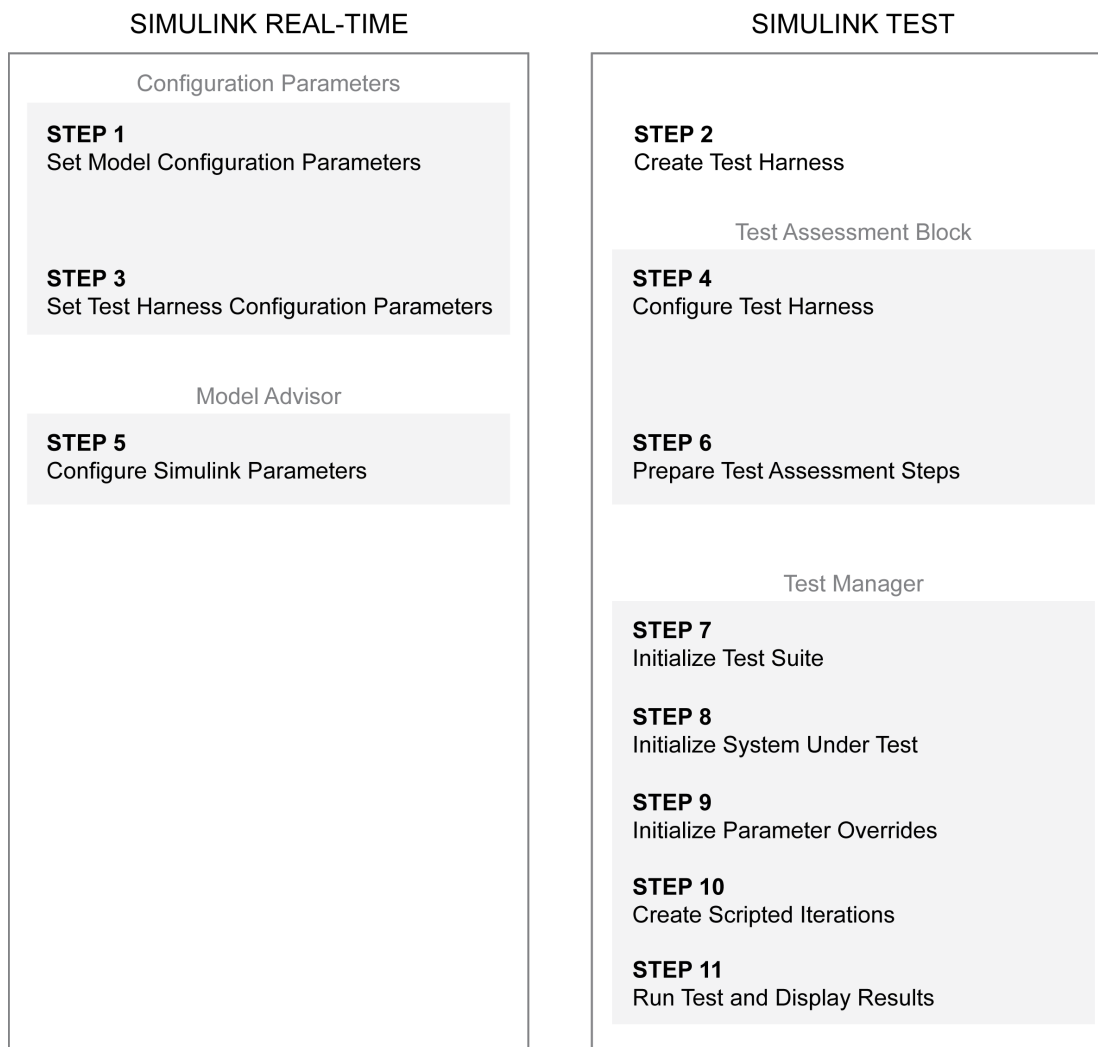 SIMULINK REAL-TIME
Configuration Parameters
STEP 1
Set Model Configuration Parameters
STEP 3
Set Test Harness Configuration Parameters
Model Advisor
STEP 5
Configure Simulink Parameters
SIMULINK TEST
STEP 2
Create Test Harness
Test Assessment Block
STEP 4
Configure Test Harness
STEP 6
Prepare Test Assessment Steps
Test Manager
STEP 7
Initialize Test Suite
STEP 8
Initialize System Under Test
STEP 9
Initialize Parameter Overrides
STEP 10
Create Scripted Iterations
STEP 11
Run Test and Display Results